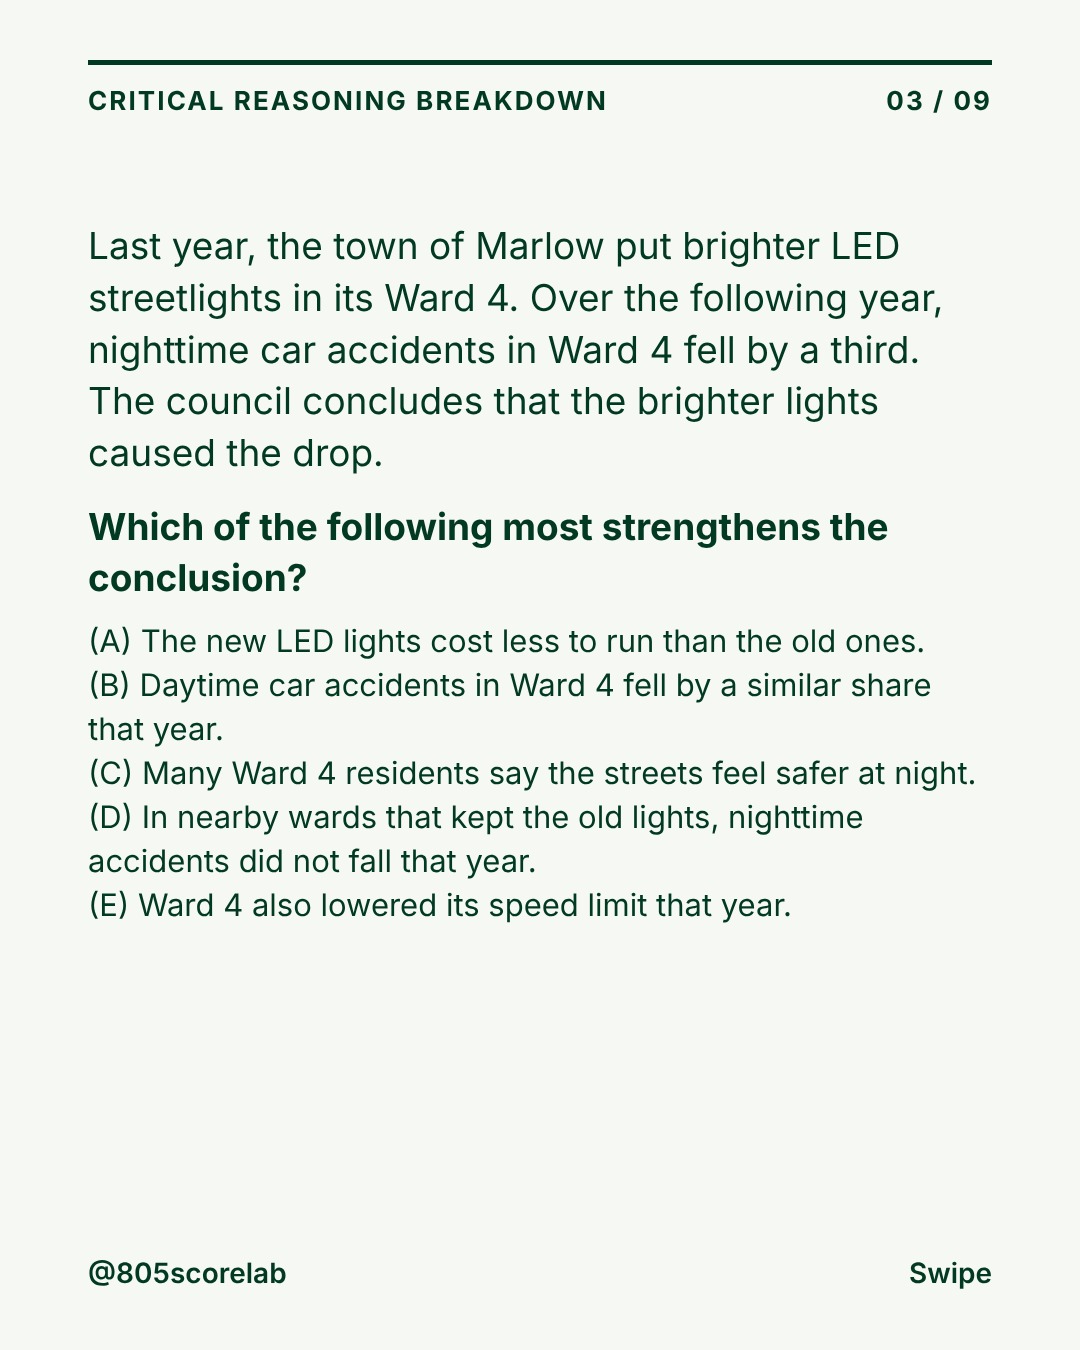 CRITICAL REASONING BREAKDOWN
03 / 09
Last year, the town of Marlow put brighter LED
streetlights in its Ward 4. Over the following year,
nighttime car accidents in Ward 4 fell by a third.
The council concludes that the brighter lights
caused the drop.
Which of the following most strengthens the
conclusion?
(A) The new LED lights cost less to run than the old ones.
(B) Daytime car accidents in Ward 4 fell by a similar share
that year.
(C) Many Ward 4 residents say the streets feel safer at night.
(D) In nearby wards that kept the old lights, nighttime
accidents did not fall that year.
(E) Ward 4 also lowered its speed limit that year.
@805scorelab
Swipe